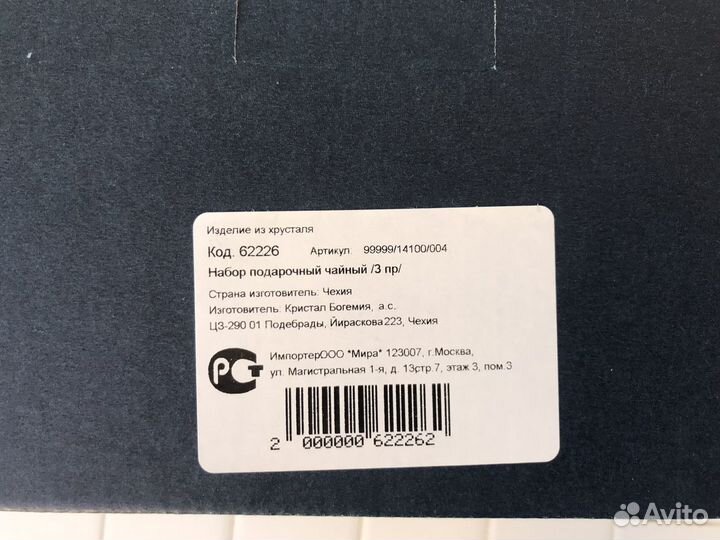 Изделие из хрусталя
Код. 62226 Артикул. 99999/14100/004
Набор подарочный чайный /3 пр/
Страна изготовитель: Чехия
Изготовитель: Кристал Богемия, а.с.
ЦЗ-290 01 Подебрады, Йираскова223, Чехия
РСТ
ИмпортерООО "Мира" 123007, г.Москва,
ул. Магистральная 1-я, д. 13стр.7, этаж 3, пом.3
2 000000 622262
Avito